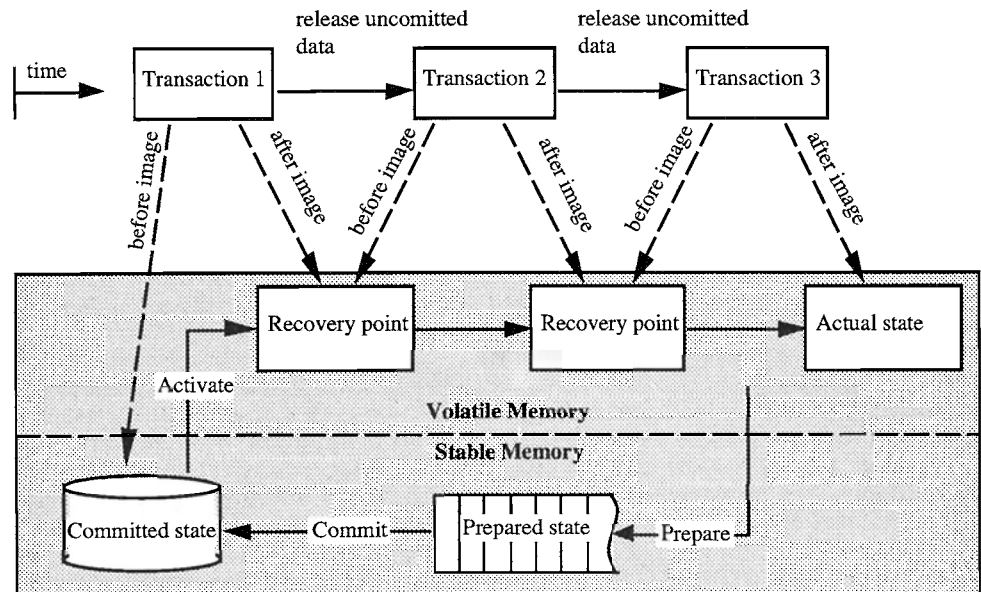 release uncomitted
data
release uncomitted
data
time
Transaction 1
Transaction 2
Transaction 3
before image
after image
before image
after image
before image
after image
Recovery point
Recovery point
Actual state
Activate
Volatile Memory
Stable Memory
Committed state
Commit
Prepared state
Prepare